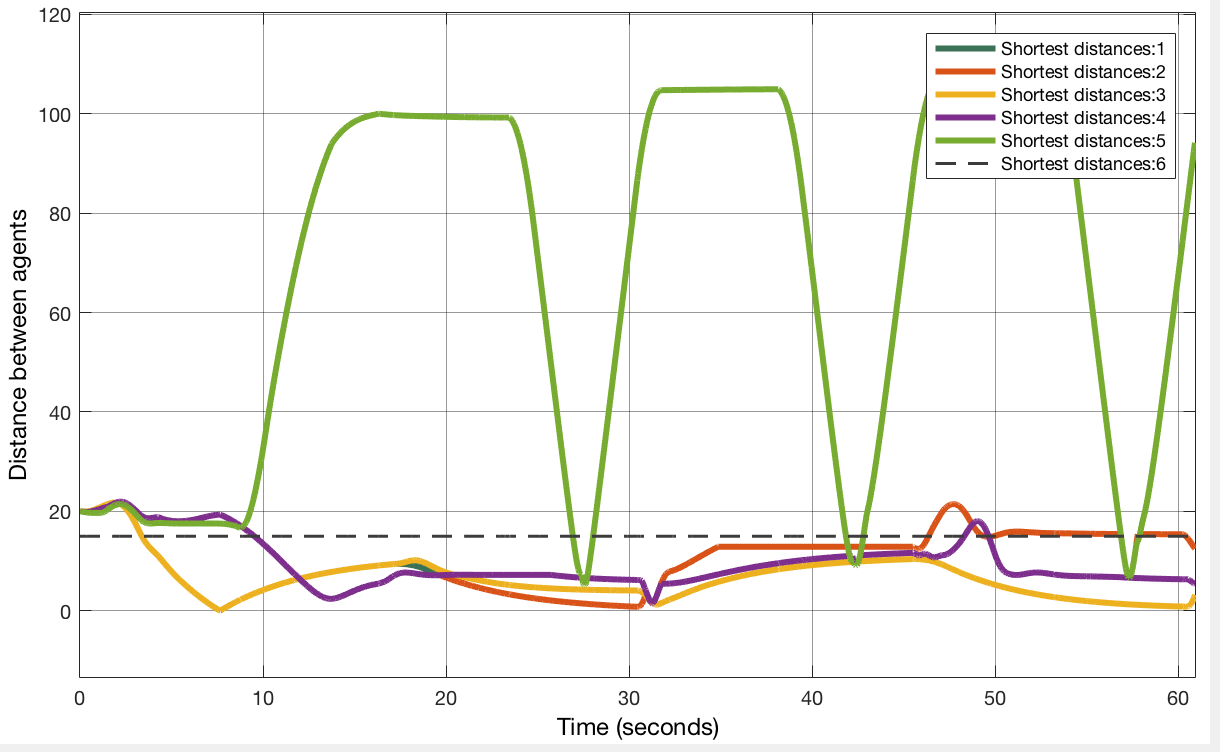 120
100
80
60
40
20
0
Distance between agents
Shortest distances:1
Shortest distances:2
Shortest distances:3
Shortest distances:4
Shortest distances:5
Shortest distances:6
0 10 20 30 40 50 60
Time (seconds)